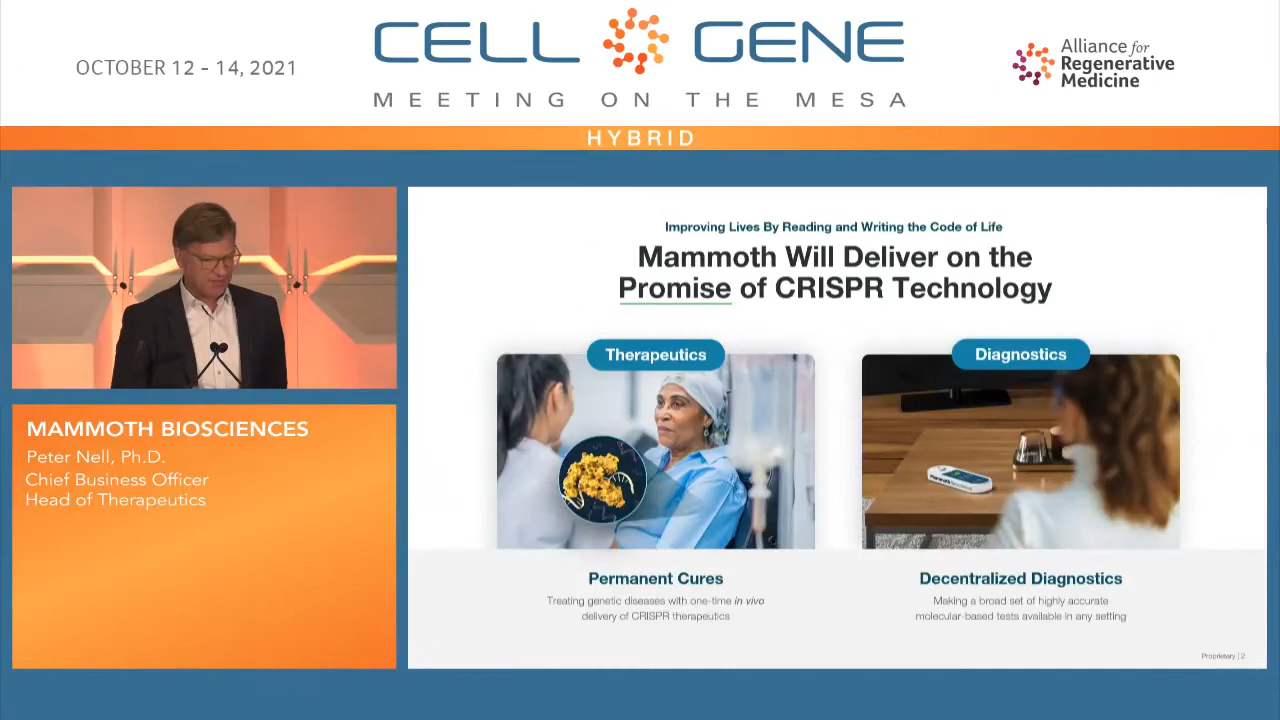 OCTOBER 12 - 14, 2021
CELL GENE
MEETING ON THE MESA
Alliance for
Regenerative
Medicine
HYBRID
MAMMOTH BIOSCIENCES
Peter Nell, Ph.D.
Chief Business Officer
Head of Therapeutics
Improving Lives By Reading and Writing the Code of Life
Mammoth Will Deliver on the
Promise of CRISPR Technology
Therapeutics
Diagnostics
Permanent Cures
Treating genetic diseases with one-time in vivo
delivery of CRISPR therapeutics
Decentralized Diagnostics
Making a broad set of highly accurate
molecular-based tests available in any setting
Proprietary | 2